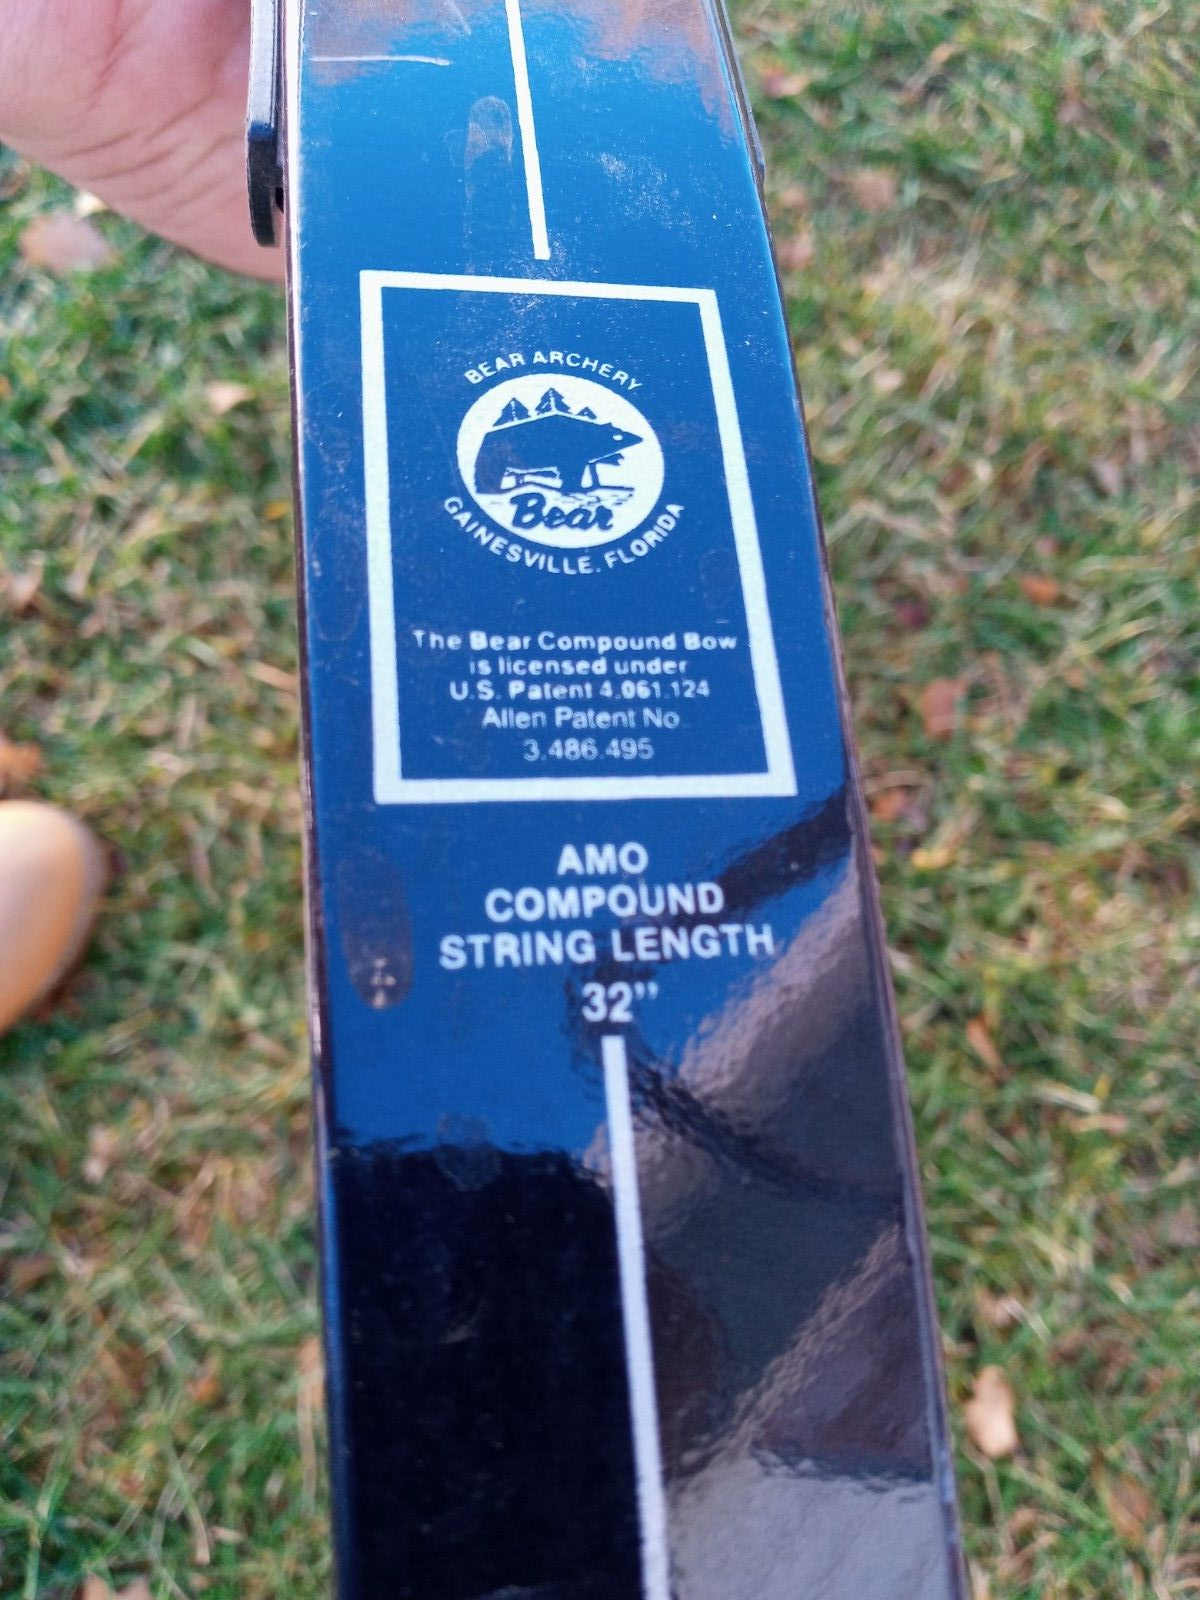 BEAR ARCHERY
Bear
GAINESVILLE, FLORIDA
The Bear Compound Bow
is licensed under
U.S. Patent 4,061,124
Allen Patent No
3,486,495
AMO
COMPOUND
STRING LENGTH
32"